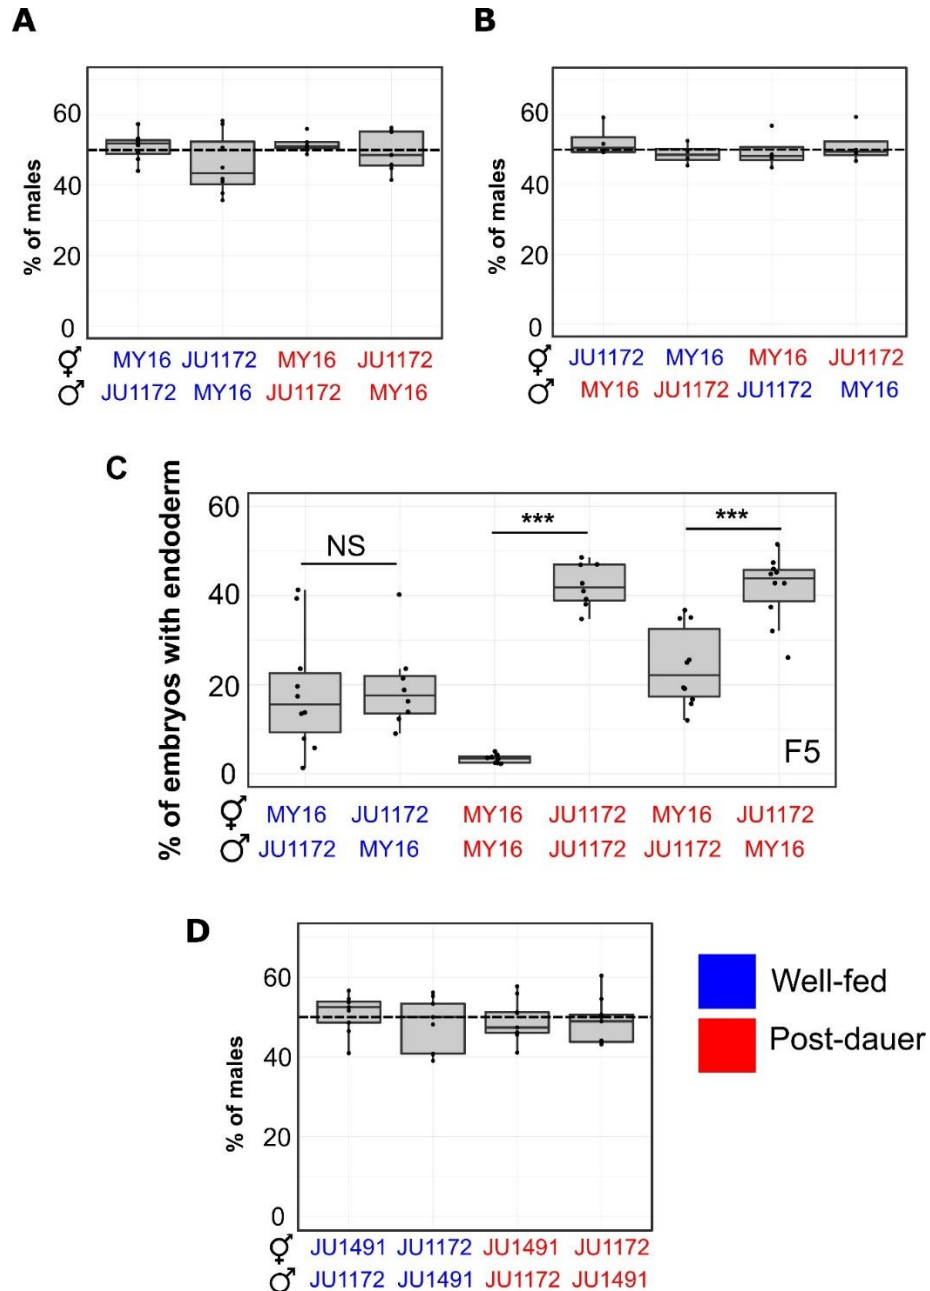 A
% of males
60
40
20
0
⚥ MY16 JU1172 MY16 JU1172
♂ JU1172 MY16 JU1172 MY16
B
% of males
60
40
20
0
⚥ JU1172 MY16 MY16 JU1172
♂ MY16 JU1172 JU1172 MY16
C
% of embryos with endoderm
60
40
20
0
NS
***
***
F5
⚥ MY16 JU1172 MY16 JU1172 MY16 JU1172
♂ JU1172 MY16 MY16 JU1172 JU1172 MY16
D
% of males
60
40
20
0
⚥ JU1491 JU1172 JU1491 JU1172
♂ JU1172 JU1491 JU1172 JU1491
Well-fed
Post-dauer